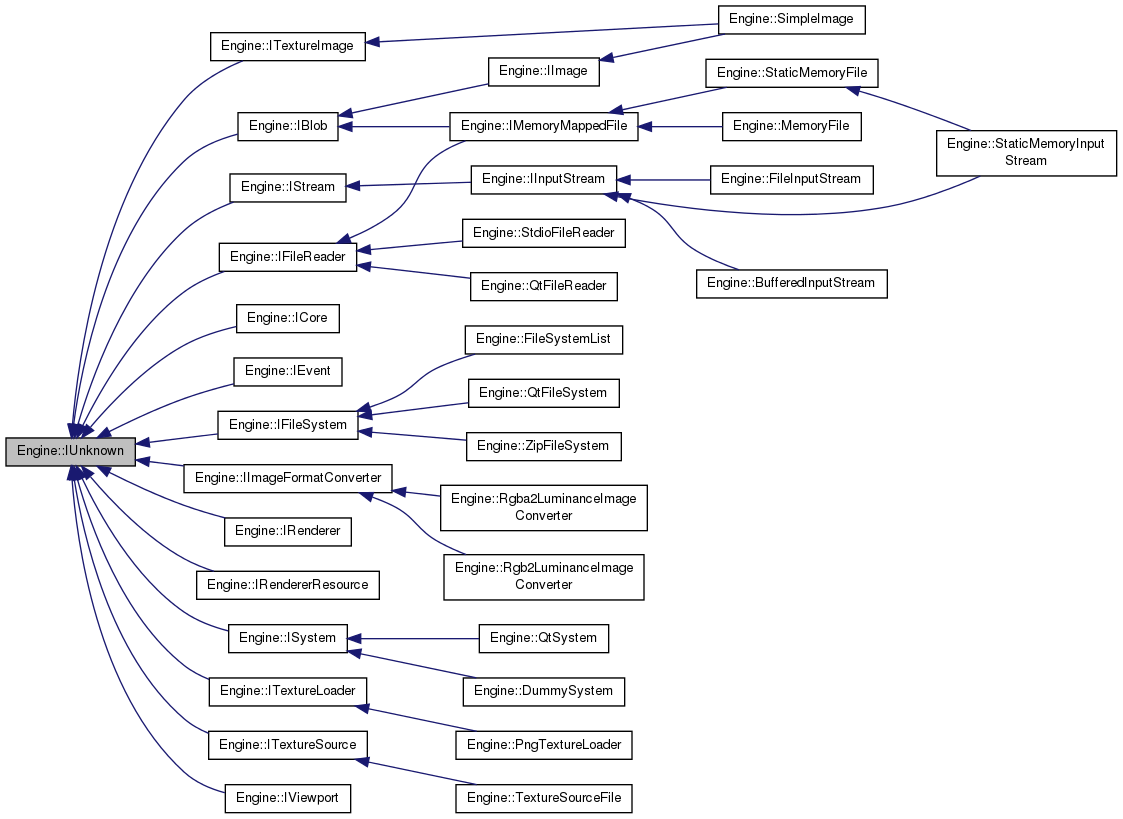 Engine::SimpleImage
Engine::ITextureImage
Engine::IImage
Engine::StaticMemoryFile
Engine::IBlob
Engine::IMemoryMappedFile
Engine::MemoryFile
Engine::StaticMemoryInput
Stream
Engine::IStream
Engine::IInputStream
Engine::FileInputStream
Engine::StdioFileReader
Engine::IFileReader
Engine::QtFileReader
Engine::BufferedInputStream
Engine::ICore
Engine::FileSystemList
Engine::IEvent
Engine::QtFileSystem
Engine::IFileSystem
Engine::ZipFileSystem
Engine::IUnknown
Engine::IImageFormatConverter
Engine::Rgba2LuminanceImage
Converter
Engine::IRenderer
Engine::Rgb2LuminanceImage
Converter
Engine::IRendererResource
Engine::ISystem
Engine::QtSystem
Engine::ITextureLoader
Engine::DummySystem
Engine::ITextureSource
Engine::PngTextureLoader
Engine::IViewport
Engine::TextureSourceFile